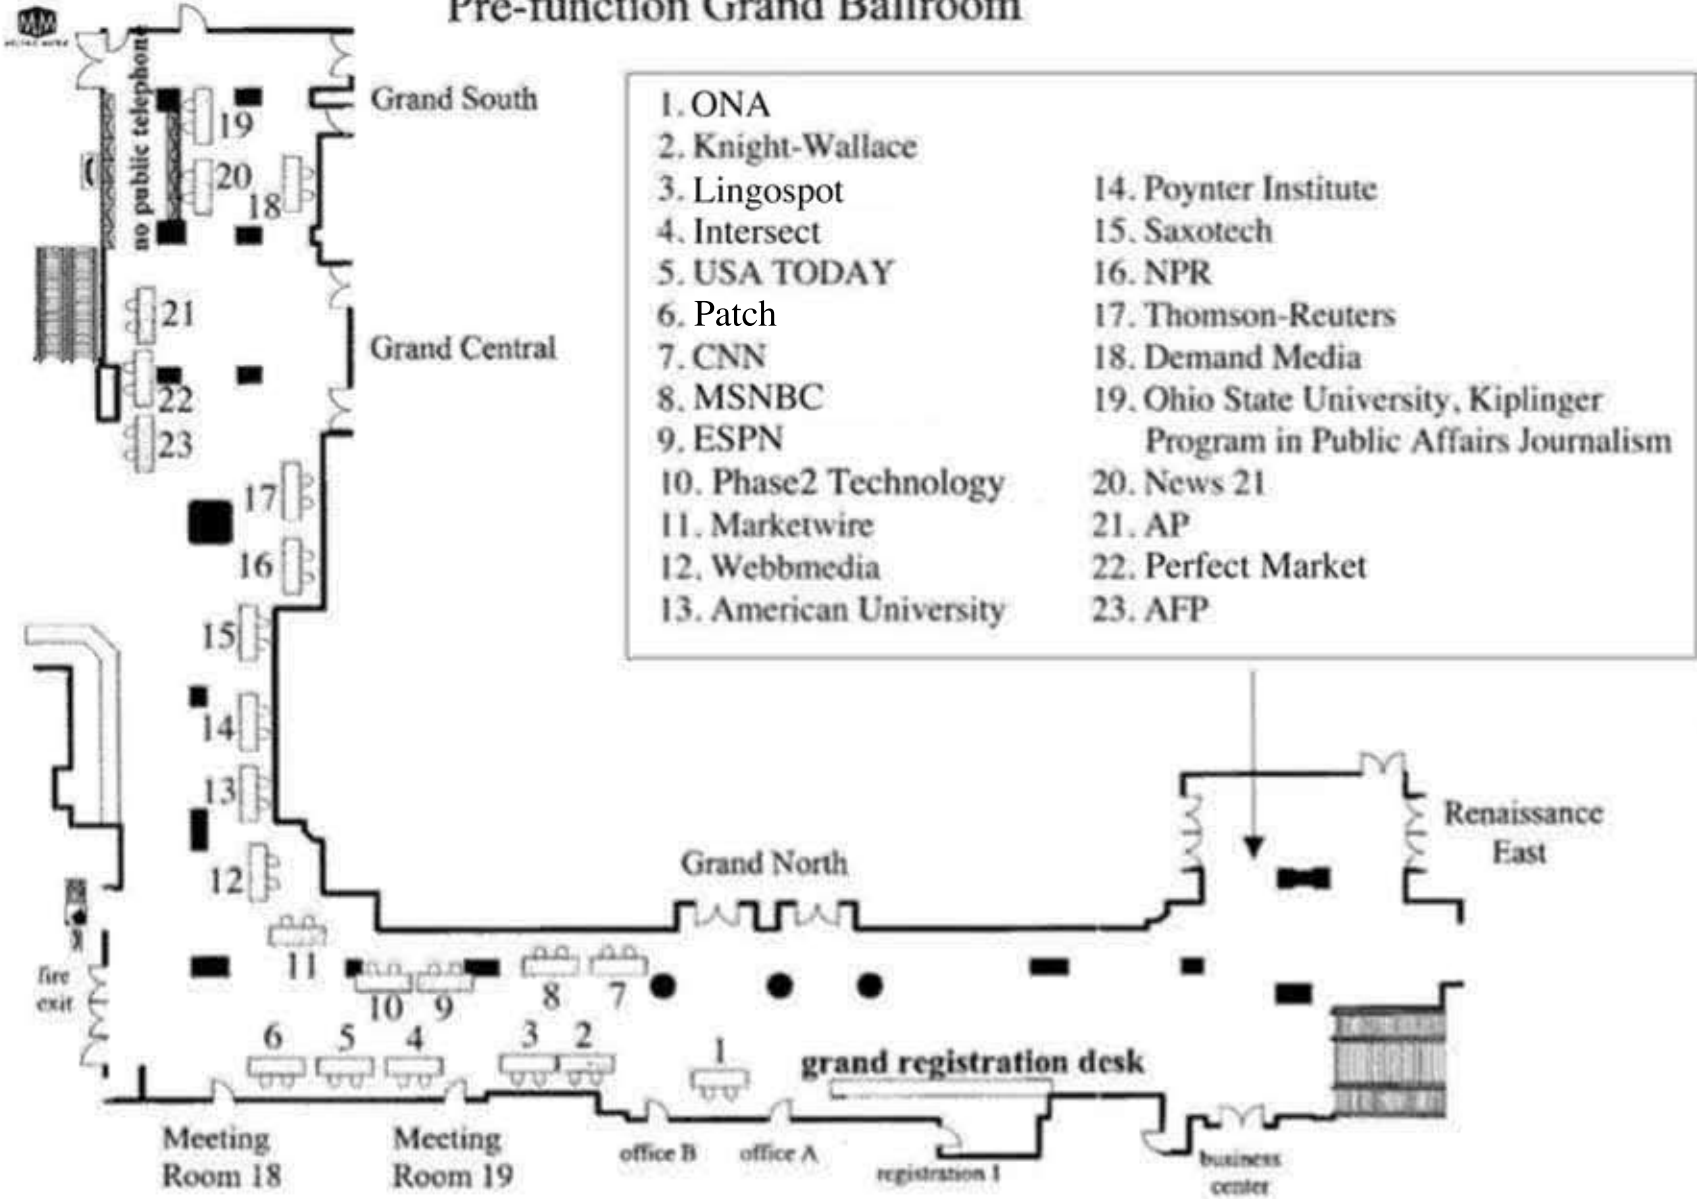 Pre-function Grand Ballroom
no public telephone
Grand South
19
20
18
1. ONA
2. Knight-Wallace
3. Lingospot
4. Intersect
5. USA TODAY
6. Patch
7. CNN
8. MSNBC
9. ESPN
10. Phase2 Technology
11. Marketwire
12. Webbmedia
13. American University
14. Poynter Institute
15. Saxotech
16. NPR
17. Thomson-Reuters
18. Demand Media
19. Ohio State University, Kiplinger
Program in Public Affairs Journalism
20. News 21
21. AP
22. Perfect Market
23. AFP
21
Grand Central
22
23
17
16
15
14
13
12
Grand North
Renaissance
East
11
fire
exit
10
9
8
7
6
5
4
3
2
1
grand registration desk
Meeting
Room 18
Meeting
Room 19
office B
office A
registration 1
business
center